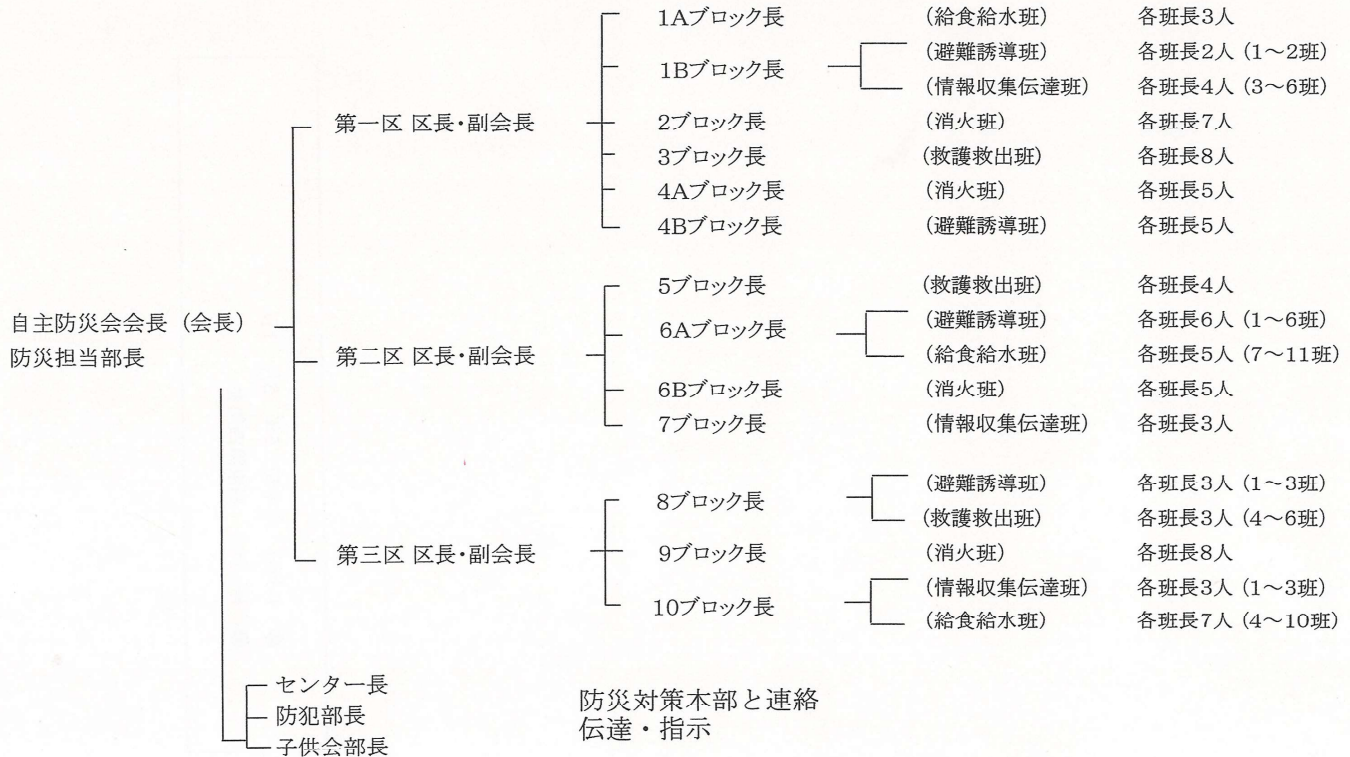 1Aブロック長 (給食給水班) 各班長3人
1Bブロック長 (避難誘導班) 各班長2人 (1～2班)
(情報収集伝達班) 各班長4人 (3～6班)
第一区 区長・副会長 2ブロック長 (消火班) 各班長7人
3ブロック長 (救護救出班) 各班長8人
4Aブロック長 (消火班) 各班長5人
4Bブロック長 (避難誘導班) 各班長5人
自主防災会会長 (会長)
防災担当部長
5ブロック長 (救護救出班) 各班長4人
6Aブロック長 (避難誘導班) 各班長6人 (1～6班)
第二区 区長・副会長 (給食給水班) 各班長5人 (7～11班)
6Bブロック長 (消火班) 各班長5人
7ブロック長 (情報収集伝達班) 各班長3人
8ブロック長 (避難誘導班) 各班長3人 (1～3班)
(救護救出班) 各班長3人 (4～6班)
第三区 区長・副会長 9ブロック長 (消火班) 各班長8人
10ブロック長 (情報収集伝達班) 各班長3人 (1～3班)
(給食給水班) 各班長7人 (4～10班)
センター長
防犯部長
子供会部長
防災対策本部と連絡
伝達・指示